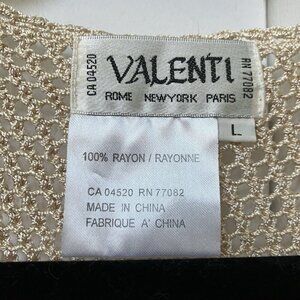 CA 04520
VALENTI
RN 77082
ROME NEWYORK PARIS
L
100% RAYON / RAYONNE
CA 04520 RN 77082
MADE IN CHINA
FABRIQUE A' CHINA